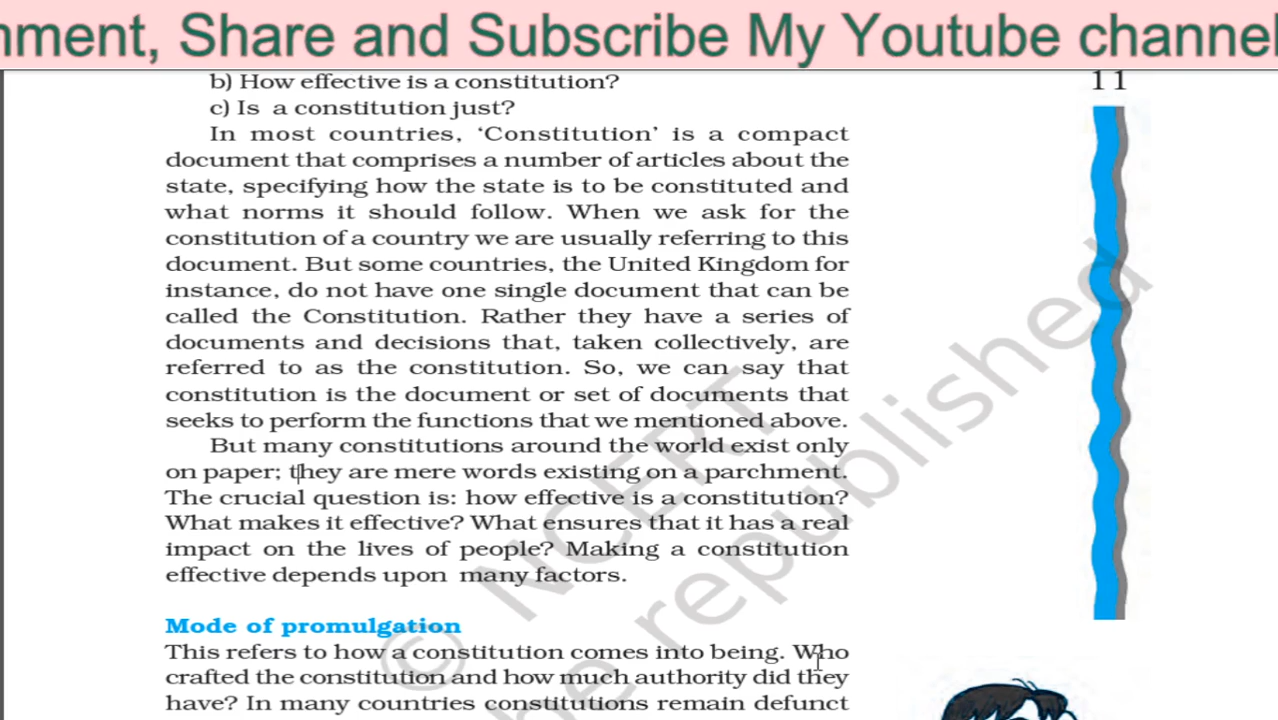 nment, Share and Subscribe My Youtube channel
11
b) How effective is a constitution?
c) Is a constitution just?
In most countries, ‘Constitution’ is a compact
document that comprises a number of articles about the
state, specifying how the state is to be constituted and
what norms it should follow. When we ask for the
constitution of a country we are usually referring to this
document. But some countries, the United Kingdom for
instance, do not have one single document that can be
called the Constitution. Rather they have a series of
documents and decisions that, taken collectively, are
referred to as the constitution. So, we can say that
constitution is the document or set of documents that
seeks to perform the functions that we mentioned above.
But many constitutions around the world exist only
on paper; they are mere words existing on a parchment.
The crucial question is: how effective is a constitution?
What makes it effective? What ensures that it has a real
impact on the lives of people? Making a constitution
effective depends upon many factors.
Mode of promulgation
This refers to how a constitution comes into being. Who
crafted the constitution and how much authority did they
have? In many countries constitutions remain defunct
© NCERT
be republished